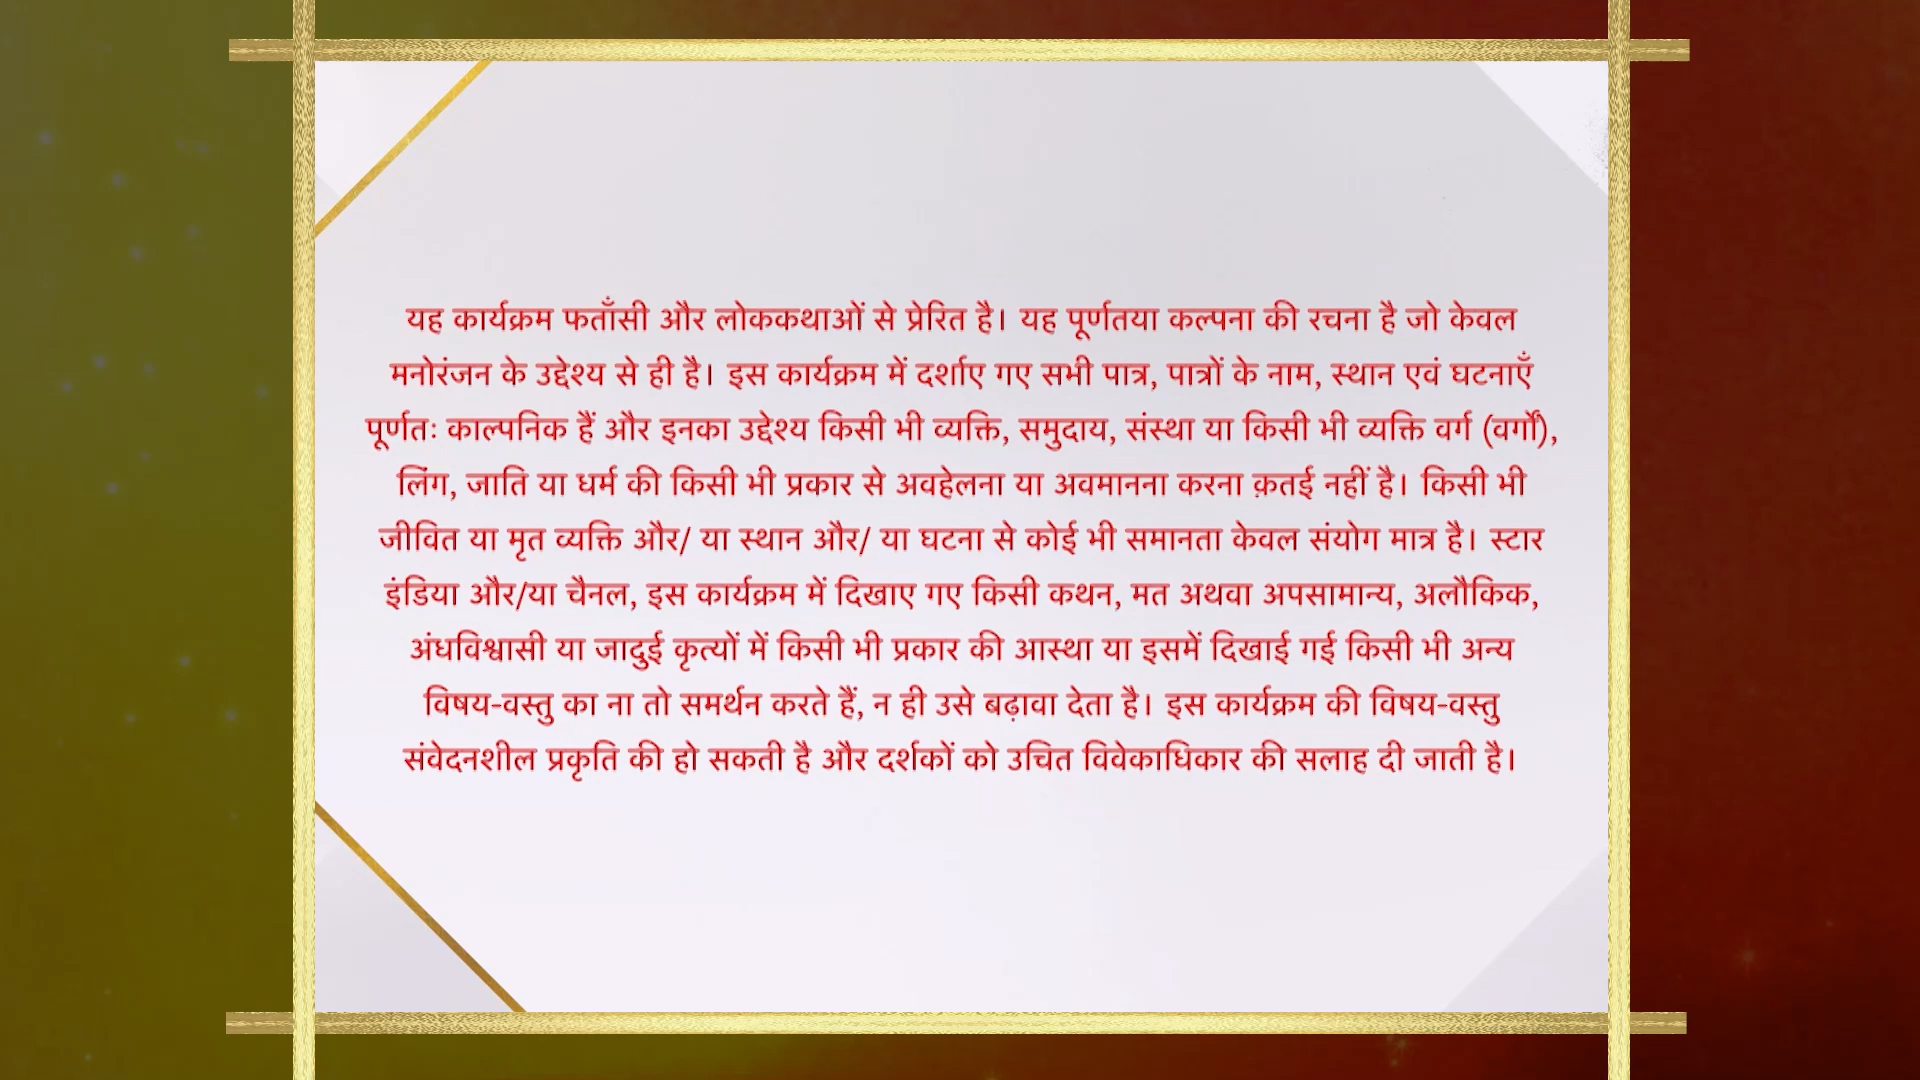 यह कार्यक्रम फताँसी और लोककथाओं से प्रेरित है। यह पूर्णतया कल्पना की रचना है जो केवल
मनोरंजन के उद्देश्य से ही है। इस कार्यक्रम में दर्शाए गए सभी पात्र, पात्रों के नाम, स्थान एवं घटनाएँ
पूर्णतः काल्पनिक हैं और इनका उद्देश्य किसी भी व्यक्ति, समुदाय, संस्था या किसी भी व्यक्ति वर्ग (वर्गों),
लिंग, जाति या धर्म की किसी भी प्रकार से अवहेलना या अवमानना करना क़तई नहीं है। किसी भी
जीवित या मृत व्यक्ति और/ या स्थान और/ या घटना से कोई भी समानता केवल संयोग मात्र है। स्टार
इंडिया और/या चैनल, इस कार्यक्रम में दिखाए गए किसी कथन, मत अथवा अपसामान्य, अलौकिक,
अंधविश्वासी या जादुई कृत्यों में किसी भी प्रकार की आस्था या इसमें दिखाई गई किसी भी अन्य
विषय-वस्तु का ना तो समर्थन करते हैं, न ही उसे बढ़ावा देता है। इस कार्यक्रम की विषय-वस्तु
संवेदनशील प्रकृति की हो सकती है और दर्शकों को उचित विवेकाधिकार की सलाह दी जाती है।